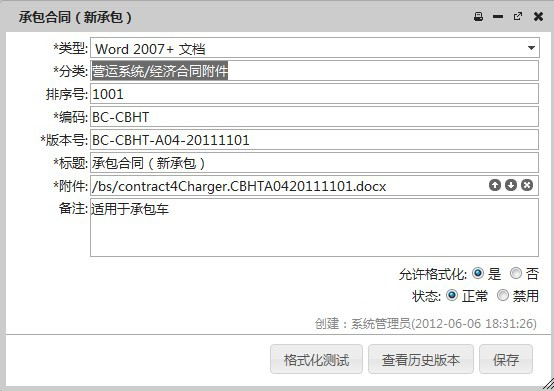 承包合同（新承包）
*类型: Word 2007+ 文档
*分类: 营运系统/经济合同附件
排序号: 1001
*编码: BC-CBHT
*版本号: BC-CBHT-A04-20111101
*标题: 承包合同（新承包）
*附件: /bs/contract4Charger.CBHTA0420111101.docx
备注: 适用于承包车
允许格式化: 是 否
状态: 正常 禁用
创建：系统管理员(2012-06-06 18:31:26)
格式化测试 查看历史版本 保存